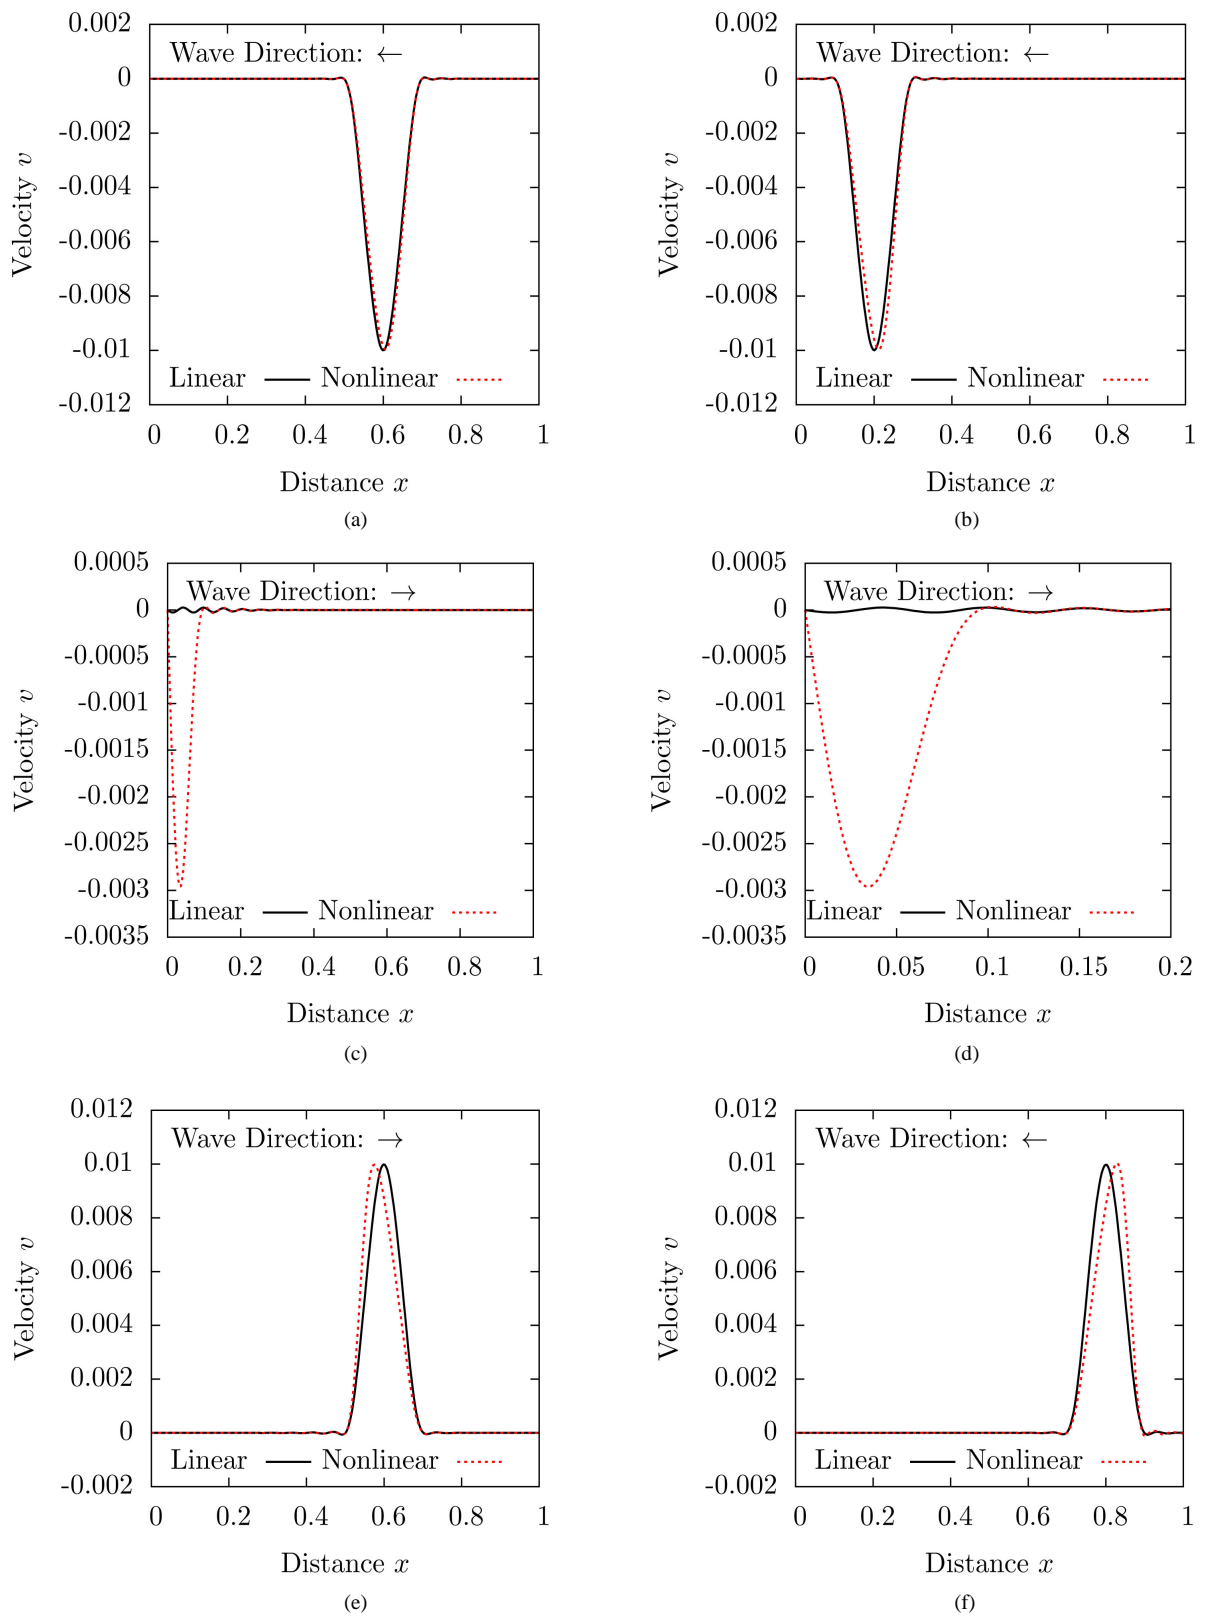 0.002
0
-0.002
-0.004
-0.006
-0.008
-0.01
-0.012
Velocity v
Wave Direction: ←
Linear Nonlinear
0 0.2 0.4 0.6 0.8 1
Distance x
(a)
0.002
0
-0.002
-0.004
-0.006
-0.008
-0.01
-0.012
Velocity v
Wave Direction: ←
Linear Nonlinear
0 0.2 0.4 0.6 0.8 1
Distance x
(b)
0.0005
0
-0.0005
-0.001
-0.0015
-0.002
-0.0025
-0.003
-0.0035
Velocity v
Wave Direction: →
Linear Nonlinear
0 0.2 0.4 0.6 0.8 1
Distance x
(c)
0.0005
0
-0.0005
-0.001
-0.0015
-0.002
-0.0025
-0.003
-0.0035
Velocity v
Wave Direction: →
Linear Nonlinear
0 0.05 0.1 0.15 0.2
Distance x
(d)
0.012
0.01
0.008
0.006
0.004
0.002
0
-0.002
Velocity v
Wave Direction: →
Linear Nonlinear
0 0.2 0.4 0.6 0.8 1
Distance x
(e)
0.012
0.01
0.008
0.006
0.004
0.002
0
-0.002
Velocity v
Wave Direction: ←
Linear Nonlinear
0 0.2 0.4 0.6 0.8 1
Distance x
(f)